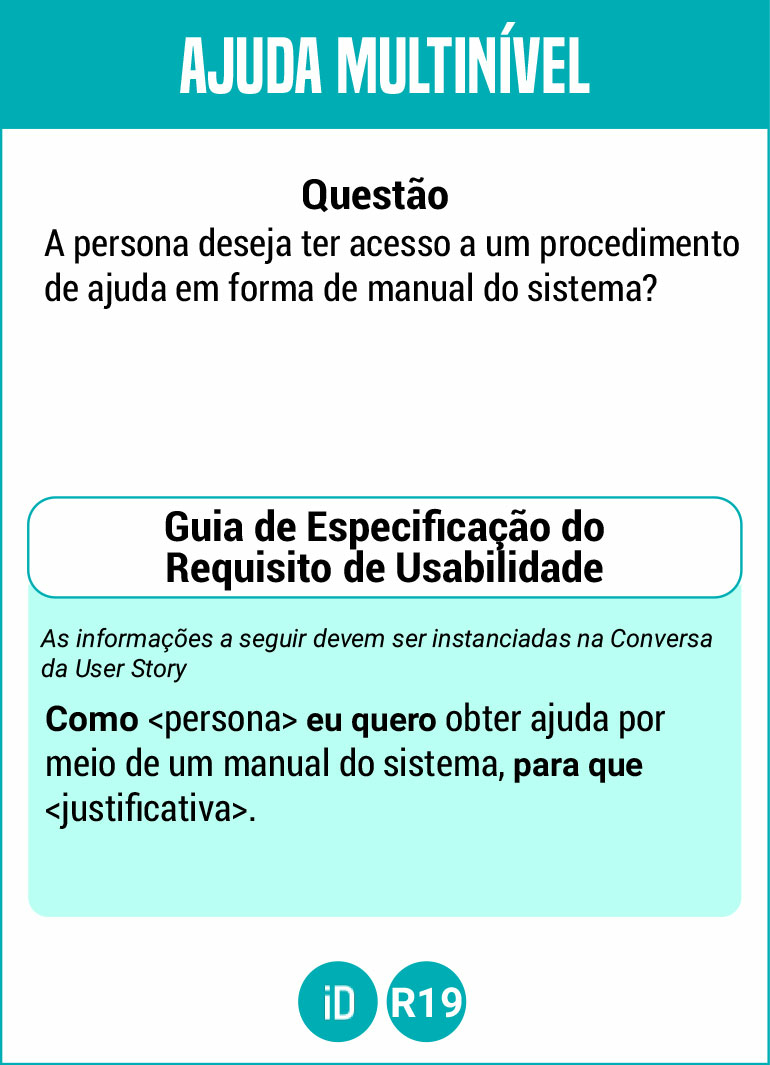 AJUDA MULTINÍVEL
Questão
A persona deseja ter acesso a um procedimento
de ajuda em forma de manual do sistema?
Guia de Especificação do
Requisito de Usabilidade
As informações a seguir devem ser instanciadas na Conversa
da User Story
Como <persona> eu quero obter ajuda por
meio de um manual do sistema, para que
<justificativa>.
iD R19